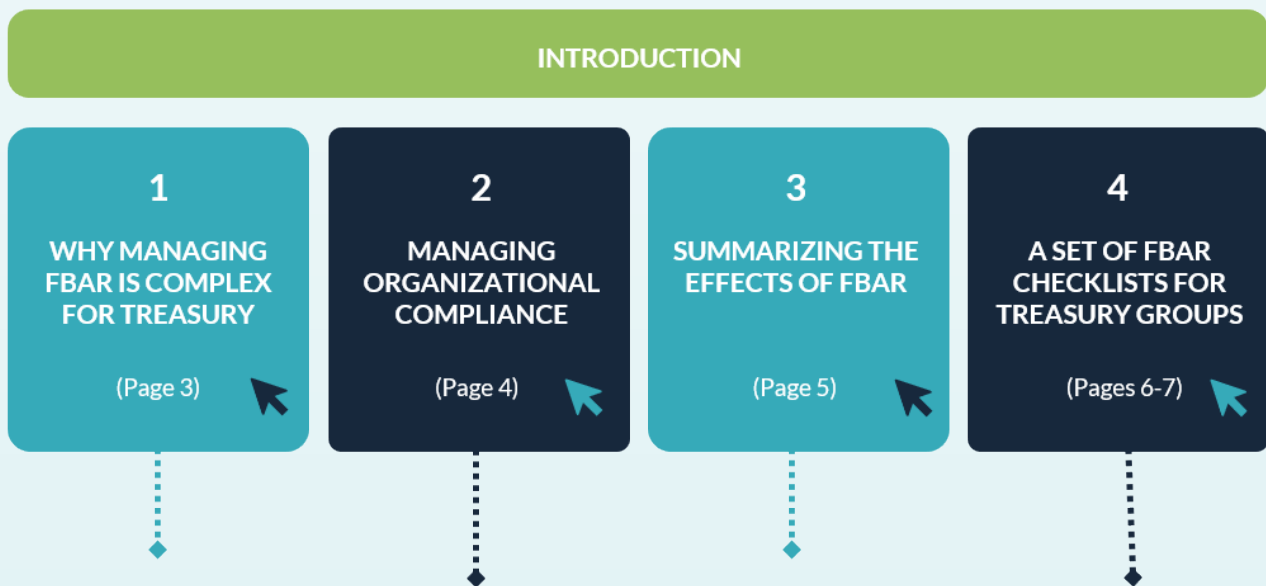 INTRODUCTION
1
WHY MANAGING
FBAR IS COMPLEX
FOR TREASURY
(Page 3)
2
MANAGING
ORGANIZATIONAL
COMPLIANCE
(Page 4)
3
SUMMARIZING THE
EFFECTS OF FBAR
(Page 5)
4
A SET OF FBAR
CHECKLISTS FOR
TREASURY GROUPS
(Pages 6-7)